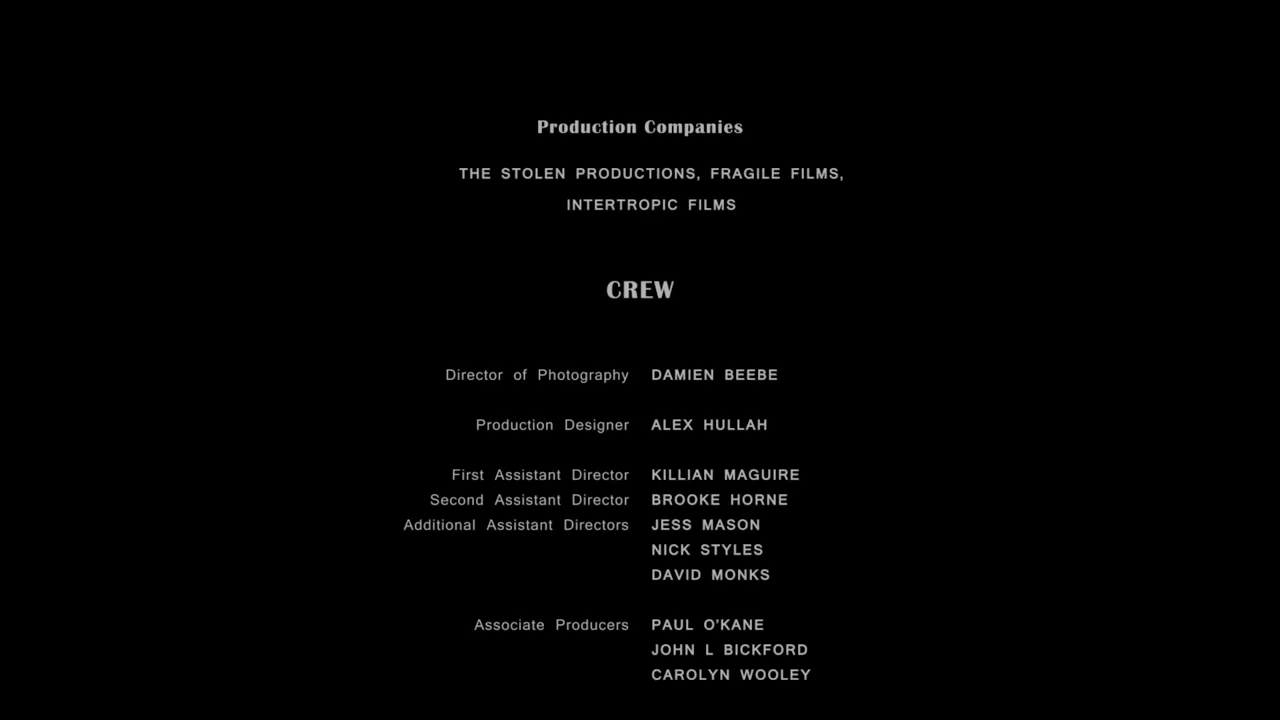 Production Companies
THE STOLEN PRODUCTIONS, FRAGILE FILMS,
INTERTROPIC FILMS
CREW
Director of Photography DAMIEN BEEBE
Production Designer ALEX HULLAH
First Assistant Director KILLIAN MAGUIRE
Second Assistant Director BROOKE HORNE
Additional Assistant Directors JESS MASON
NICK STYLES
DAVID MONKS
Associate Producers PAUL O’KANE
JOHN L BICKFORD
CAROLYN WOOLEY